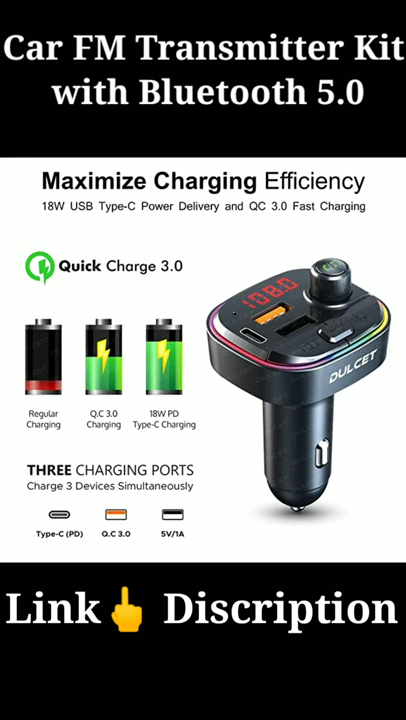 Car FM Transmitter Kit
with Bluetooth 5.0
Maximize Charging Efficiency
18W USB Type-C Power Delivery and QC 3.0 Fast Charging
Quick Charge 3.0
108.0
DULCET
Regular
Charging
Q.C 3.0
Charging
18W PD
Type-C Charging
THREE CHARGING PORTS
Charge 3 Devices Simultaneously
Type-C (PD)
Q.C 3.0
5V/1A
Link🖕 Discription